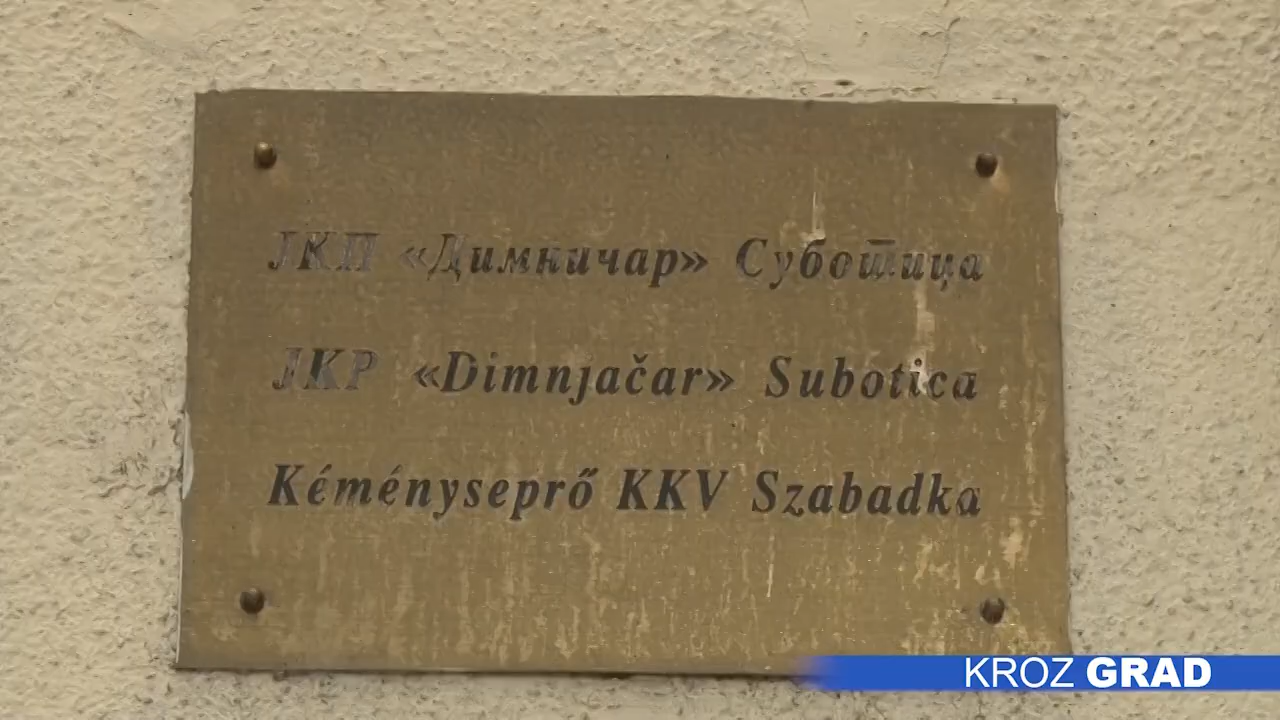 ЈКП «Димничар» Суботица
JKP «Dimnjačar» Subotica
Kéményseprő KKV Szabadka
KROZ GRAD